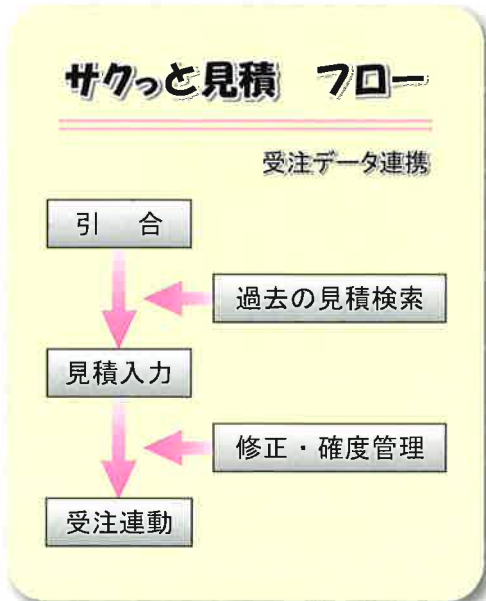 サクっと見積 フロー
受注データ連携
引 合
過去の見積検索
見積入力
修正・確度管理
受注連動